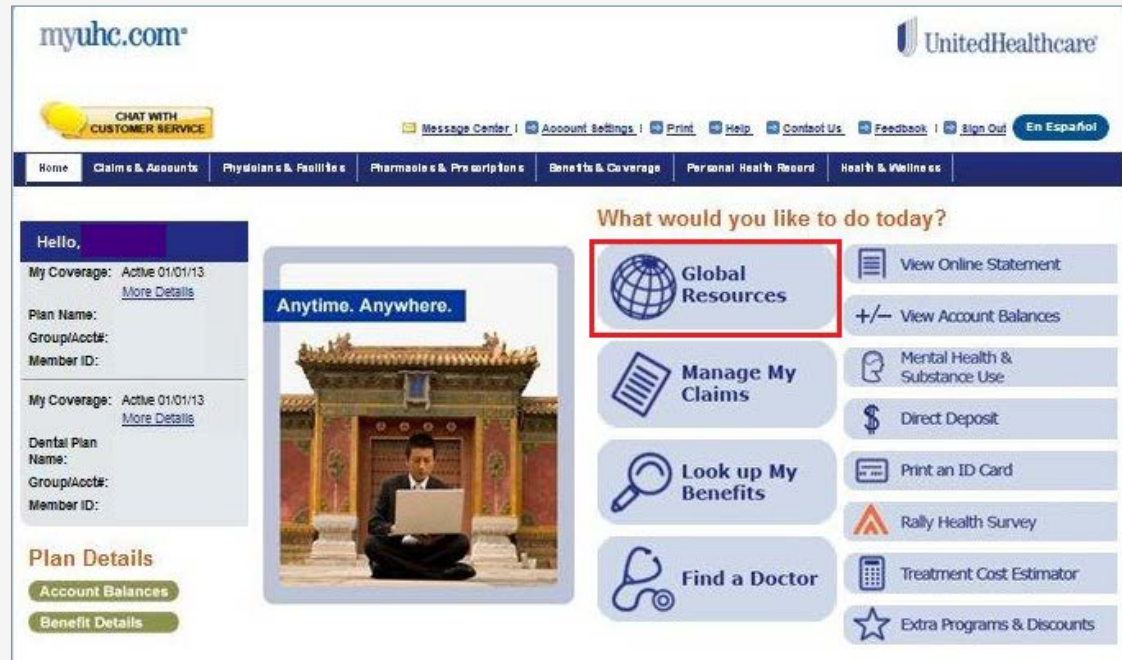 myuhc.com®
UnitedHealthcare®
CHAT WITH
CUSTOMER SERVICE
Message Center | Account Settings | Print Help Contact Us Feedback | Sign Out En Español
Home Claims & Accounts Physicians & Facilities Pharmacies & Prescriptions Benefits & Coverage Personal Health Record Health & Wellness
Hello,
My Coverage: Active 01/01/13
More Details
Plan Name:
Group/Acct#:
Member ID:
My Coverage: Active 01/01/13
More Details
Dental Plan
Name:
Group/Acct#:
Member ID:
Plan Details
Account Balances
Benefit Details
Anytime. Anywhere.
What would you like to do today?
Global
Resources
Manage My
Claims
Look up My
Benefits
Find a Doctor
View Online Statement
+/– View Account Balances
Mental Health &
Substance Use
$ Direct Deposit
Print an ID Card
Rally Health Survey
Treatment Cost Estimator
Extra Programs & Discounts